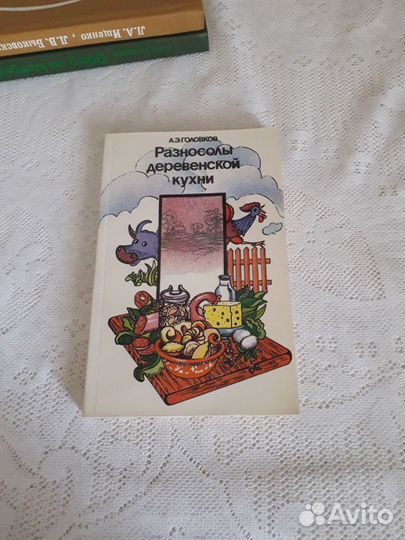 Л.А.Ищенко, Л.В.Быковск
А.Э.ГОЛОВКОВ
Разносолы
деревенской
кухни
Avito